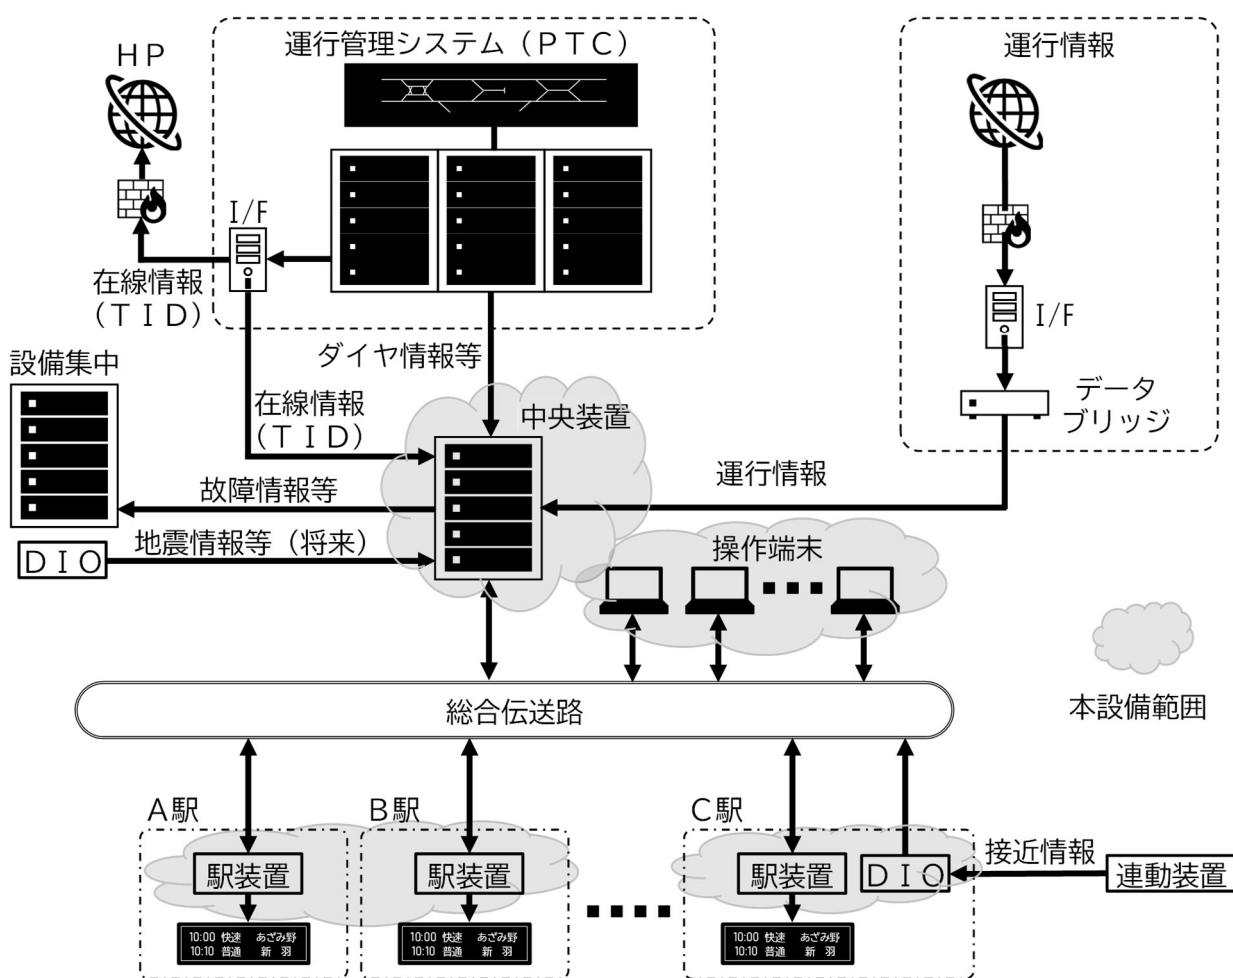 運行管理システム（ＰＴＣ）
ＨＰ
I/F
在線情報
（ＴＩＤ）
運行情報
I/F
データ
ブリッジ
ダイヤ情報等
設備集中
在線情報
（ＴＩＤ）
中央装置
運行情報
故障情報等
地震情報等（将来）
ＤＩＯ
操作端末
総合伝送路
本設備範囲
Ａ駅
駅装置
10:00 快速 あざみ野
10:10 普通 新 羽
Ｂ駅
駅装置
10:00 快速 あざみ野
10:10 普通 新 羽
Ｃ駅
駅装置
ＤＩＯ
10:00 快速 あざみ野
10:10 普通 新 羽
接近情報
連動装置